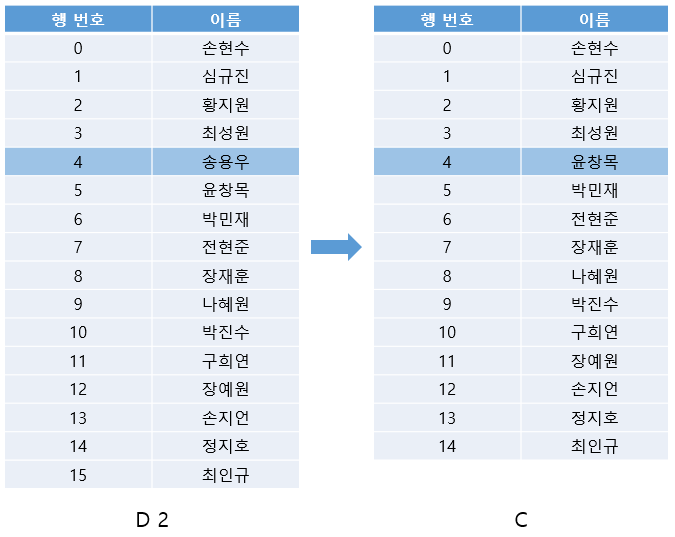 행 번호 이름 행 번호 이름
0 손현수 0 손현수
1 심규진 1 심규진
2 황지원 2 황지원
3 최성원 3 최성원
4 송용우 4 윤창목
5 윤창목 5 박민재
6 박민재 6 전현준
7 전현준 7 장재훈
8 장재훈 8 나혜원
9 나혜원 9 박진수
10 박진수 10 구희연
11 구희연 11 장예원
12 장예원 12 손지언
13 손지언 13 정지호
14 정지호 14 최인규
15 최인규
D 2 C